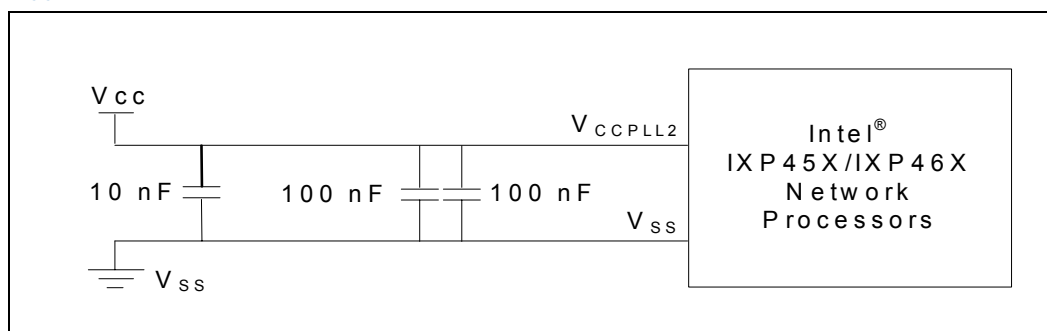 Vcc
VCCPLL2
Intel®
IXP45X/IXP46X
Network
Processors
10 nF
100 nF
100 nF
VSS
VSS